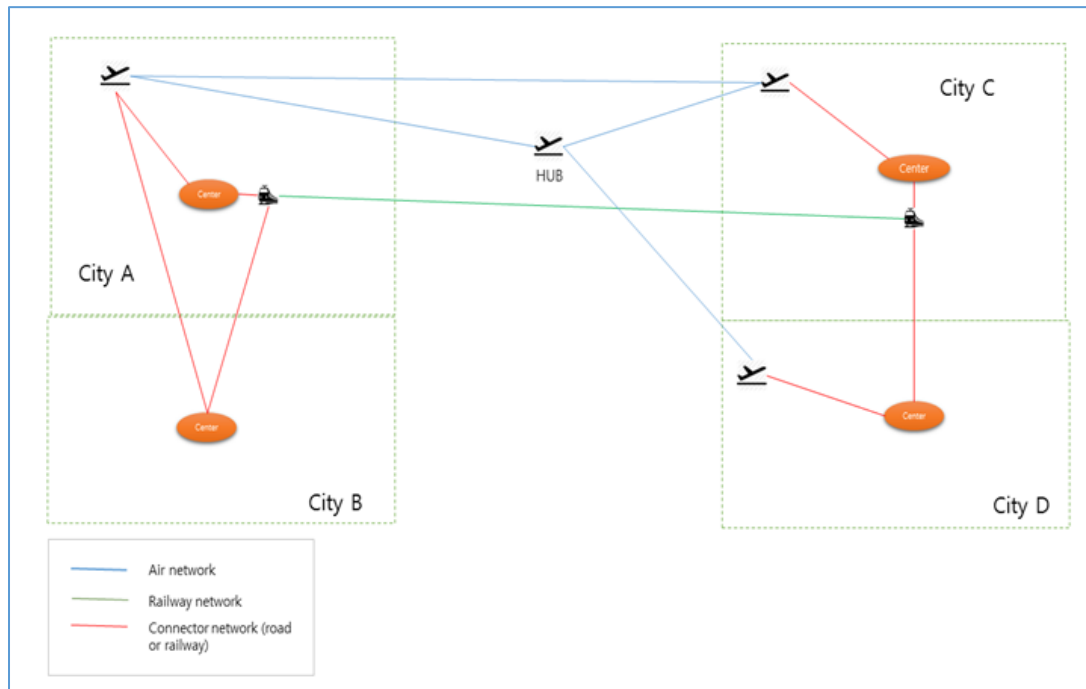 City C
HUB
Center
Center
City A
Center
Center
City B
City D
Air network
Railway network
Connector network (road
or railway)